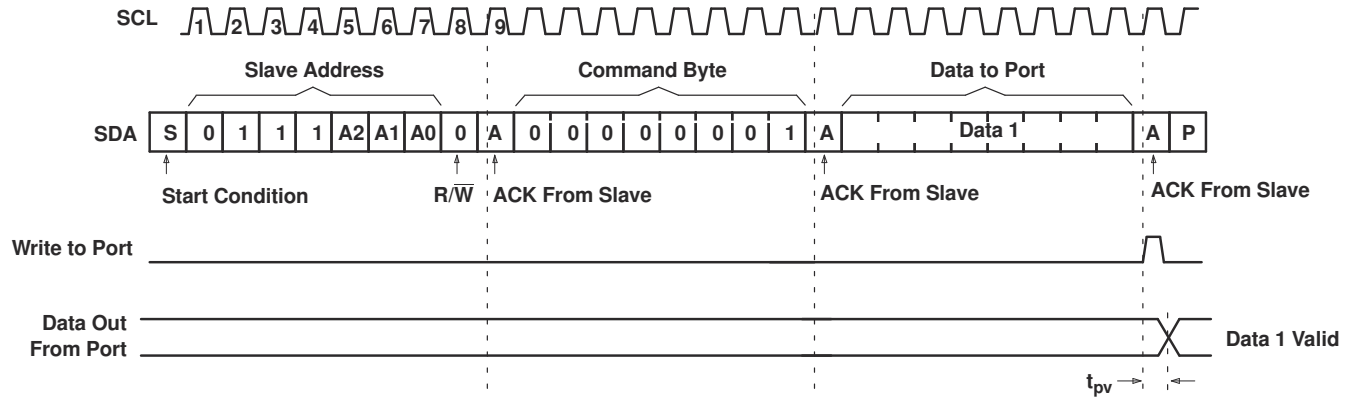 SCL 1 2 3 4 5 6 7 8 9
Slave Address Command Byte Data to Port
SDA S 0 1 1 1 A2 A1 A0 0 A 0 0 0 0 0 0 0 1 A Data 1 A P
Start Condition R/W̅ ACK From Slave ACK From Slave ACK From Slave
Write to Port
Data Out
From Port
Data 1 Valid
tpv